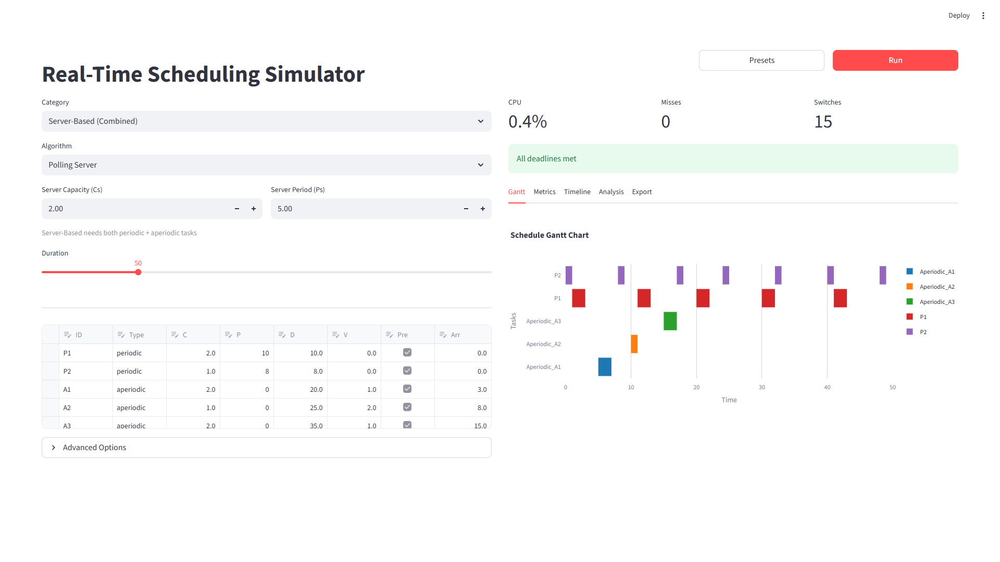 Deploy
Presets
Run
Real-Time Scheduling Simulator
Category
Server-Based (Combined)
Algorithm
Polling Server
Server Capacity (Cs)
Server Period (Ps)
2.00
5.00
Server-Based needs both periodic + aperiodic tasks
Duration
50
ID Type C P D V Pre Arr
P1 periodic 2.0 10 10.0 0.0 0.0
P2 periodic 1.0 8 8.0 0.0 0.0
A1 aperiodic 2.0 0 20.0 1.0 3.0
A2 aperiodic 1.0 0 25.0 2.0 8.0
A3 aperiodic 2.0 0 35.0 1.0 15.0
Advanced Options
CPU
Misses
Switches
0.4%
0
15
All deadlines met
Gantt Metrics Timeline Analysis Export
Schedule Gantt Chart
P2
P1
Aperiodic_A3
Aperiodic_A2
Aperiodic_A1
Tasks
0 10 20 30 40 50
Time
Aperiodic_A1
Aperiodic_A2
Aperiodic_A3
P1
P2